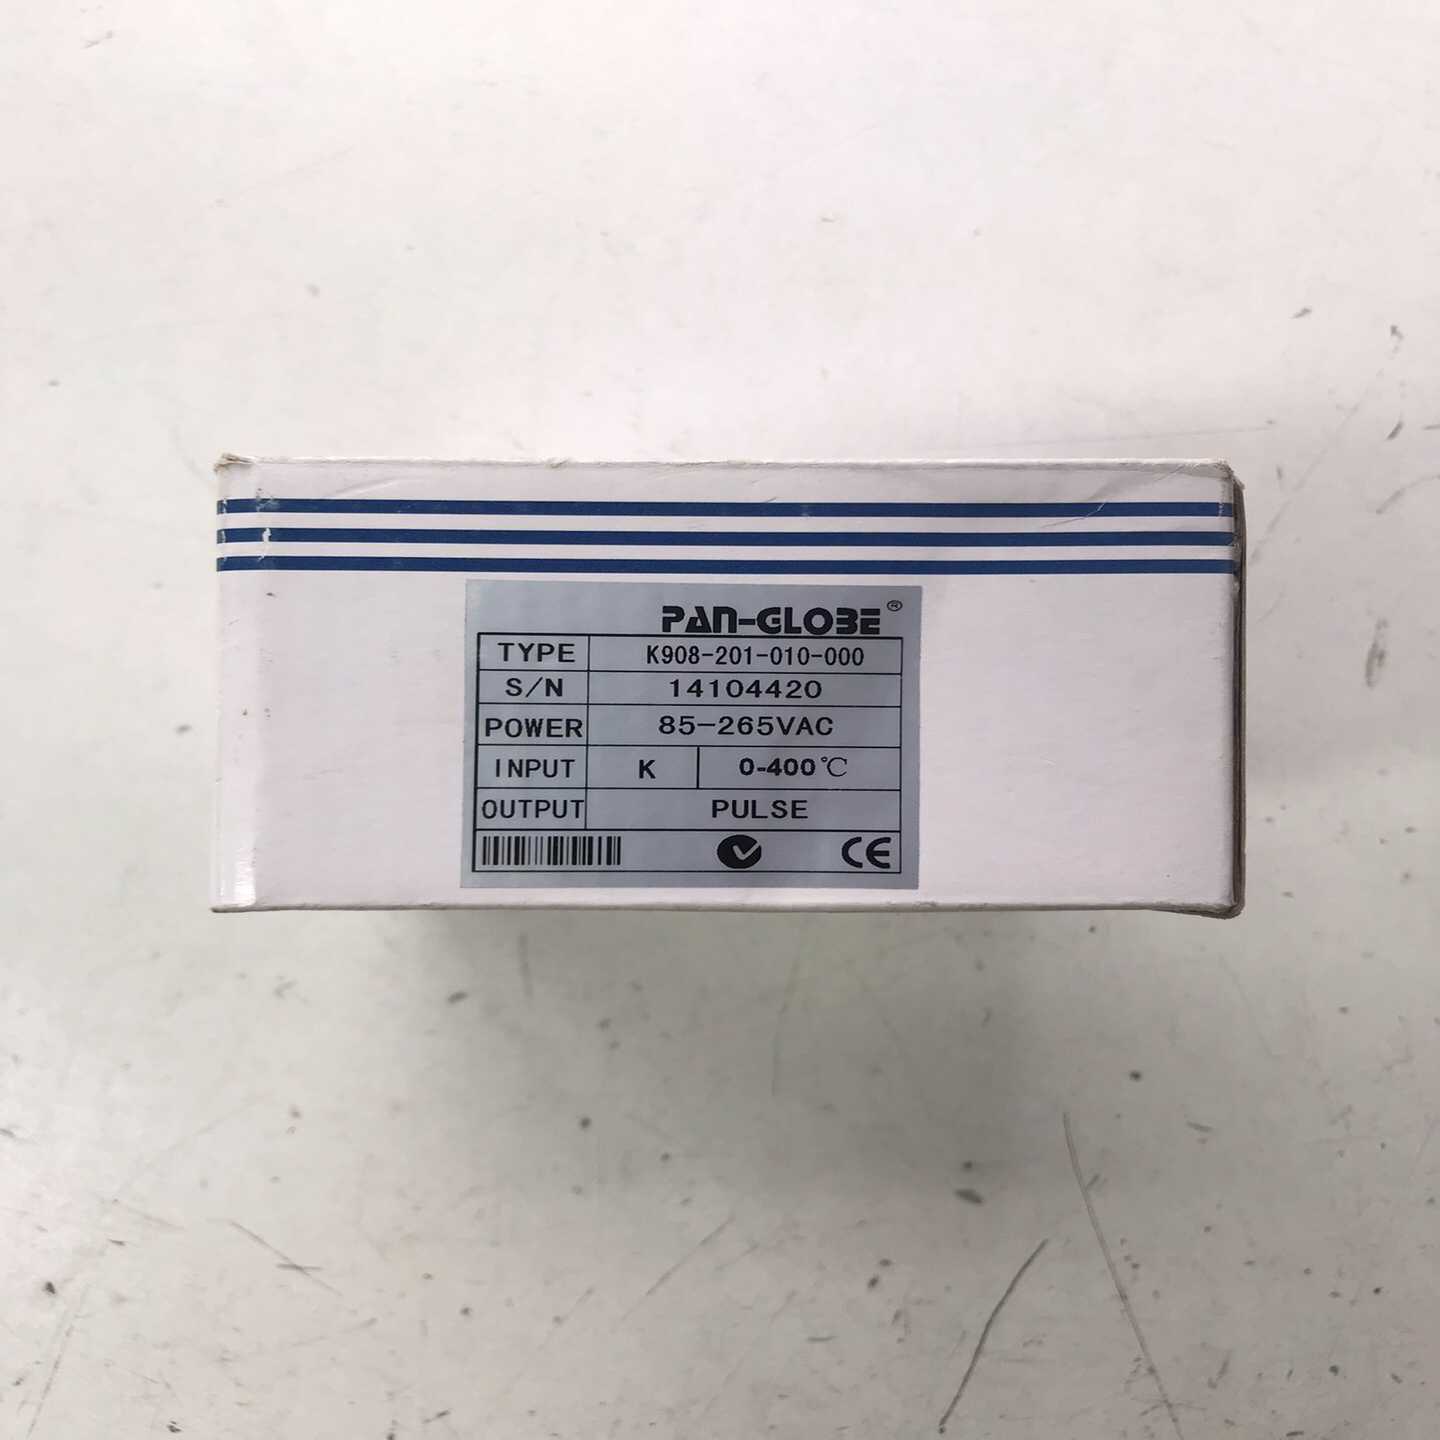 PAN-GLOBE®
TYPE K908-201-010-000
S/N 14104420
POWER 85-265VAC
INPUT K 0-400℃
OUTPUT PULSE
CE